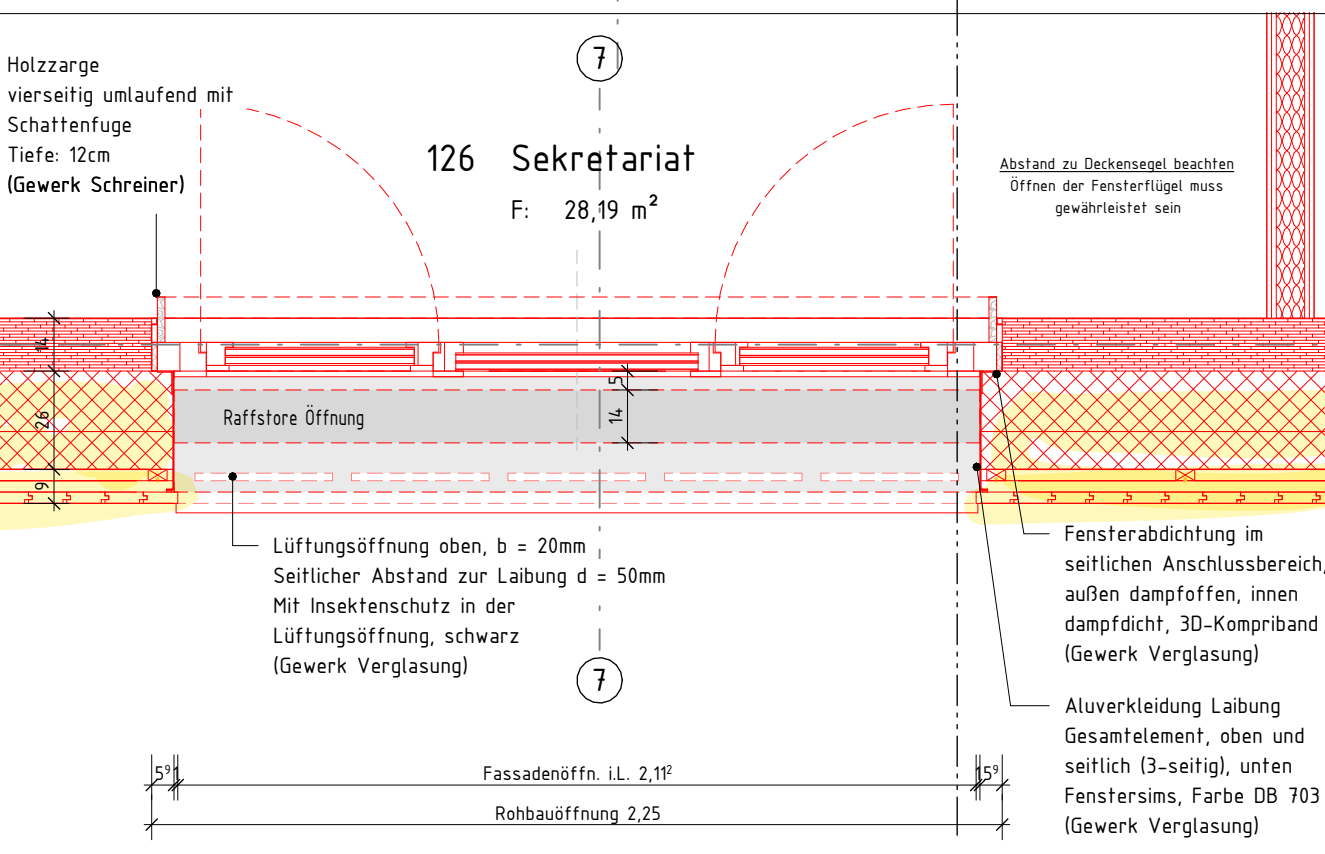 7
Holzzarge
vierseitig umlaufend mit
Schattenfuge
Tiefe: 12cm
(Gewerk Schreiner)
126 Sekretariat
F: 28,19 m²
Abstand zu Deckensegel beachten
Öffnen der Fensterflügel muss
gewährleistet sein
14
26
9
5
14
Raffstore Öffnung
Lüftungsöffnung oben, b = 20mm
Seitlicher Abstand zur Laibung d = 50mm
Mit Insektenschutz in der
Lüftungsöffnung, schwarz
(Gewerk Verglasung)
7
Fensterabdichtung im
seitlichen Anschlussbereich,
außen dampfoffen, innen
dampfdicht, 3D-Kompriband
(Gewerk Verglasung)
Aluverkleidung Laibung
Gesamtelement, oben und
seitlich (3-seitig), unten
Fenstersims, Farbe DB 703
(Gewerk Verglasung)
5⁹ 1 Fassadenöffn. i.L. 2,11² 1 5⁹
Rohbauöffnung 2,25